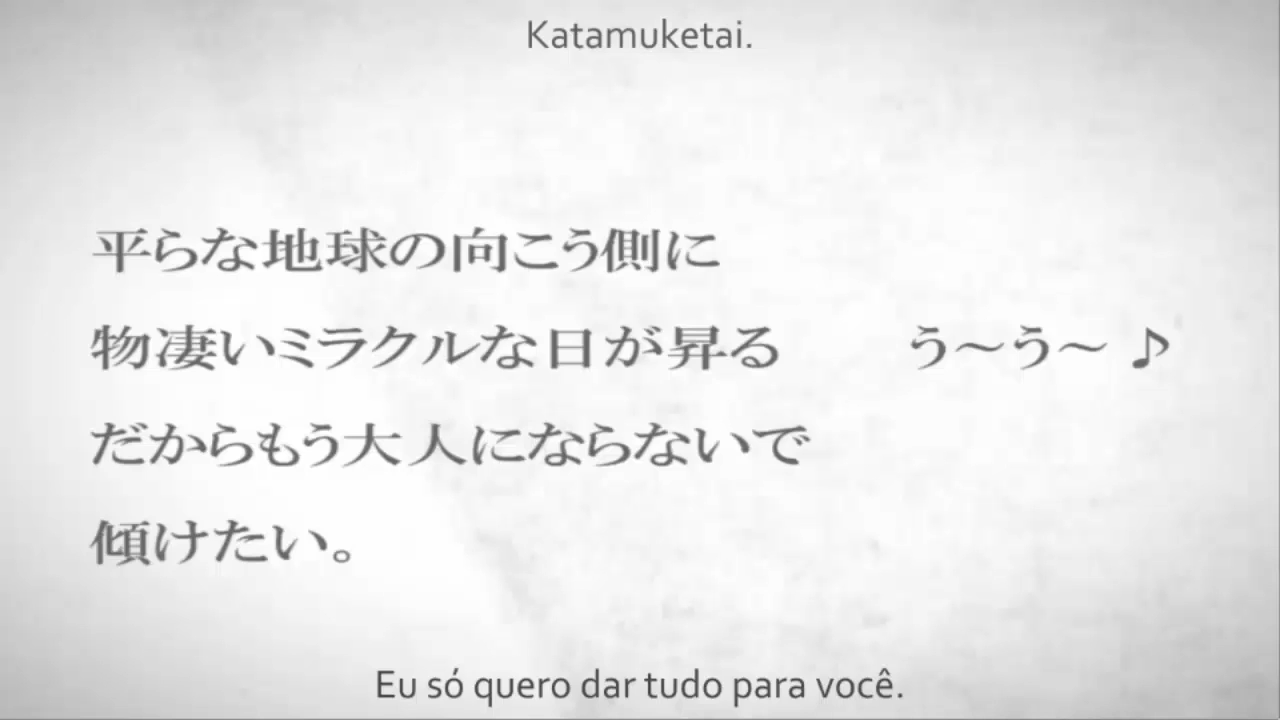 Katamuketai.
平らな地球の向こう側に
物凄いミラクルな日が昇る　　う～う～ ♪
だからもう大人にならないで
傾けたい。
Eu só quero dar tudo para você.